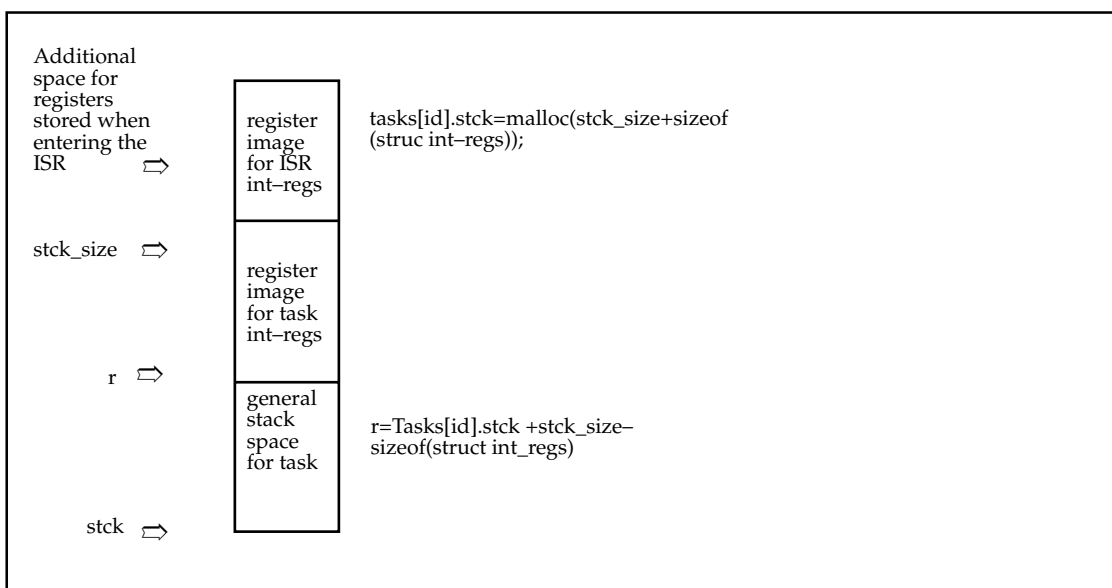 Additional
space for
registers
stored when
entering the
ISR
register
image
for ISR
int–regs
tasks[id].stck=malloc(stck_size+sizeof
(struc int–regs));
stck_size
register
image
for task
int–regs
r
general
stack
space
for task
r=Tasks[id].stck +stck_size–
sizeof(struct int_regs)
stck